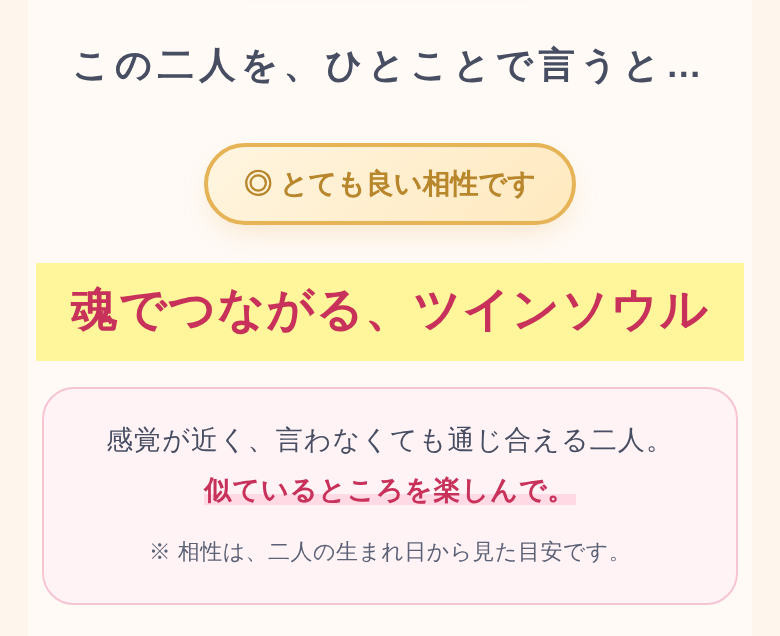 この二人を、ひとことで言うと…
◎ とても良い相性です
魂でつながる、ツインソウル
感覚が近く、言わなくても通じ合える二人。
似ているところを楽しんで。
※ 相性は、二人の生まれ日から見た目安です。